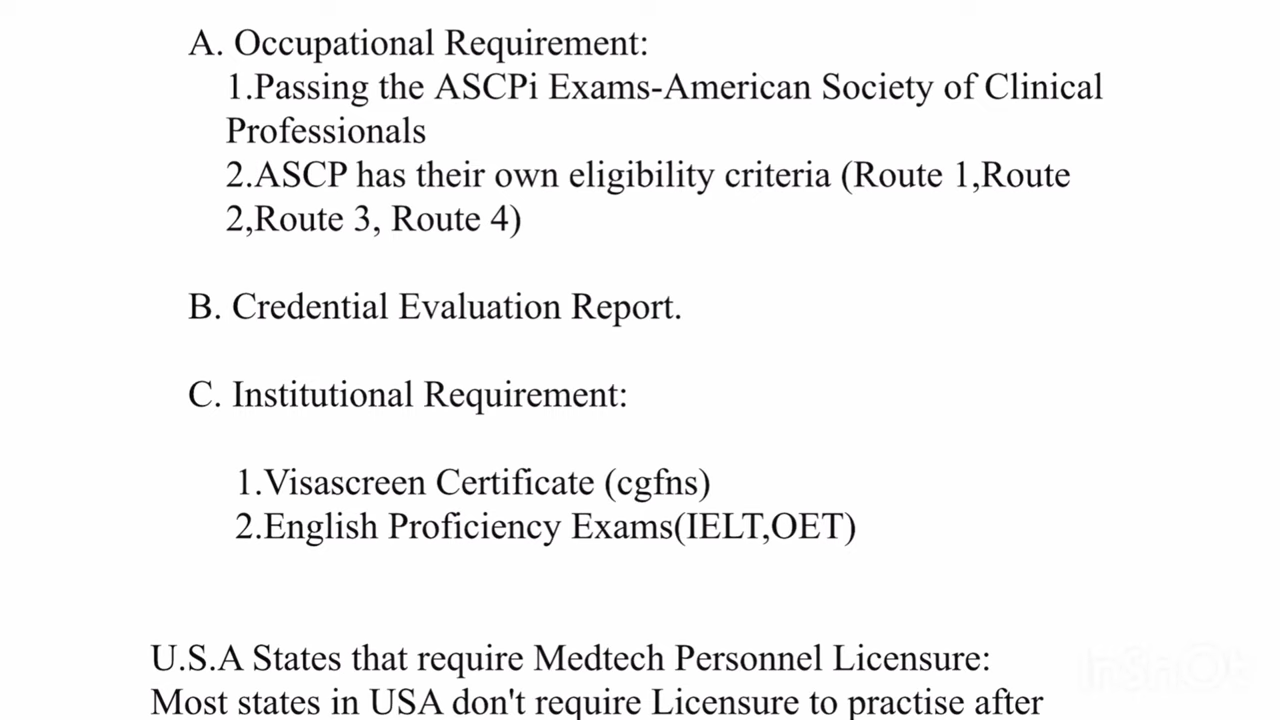 A. Occupational Requirement:
1.Passing the ASCPi Exams-American Society of Clinical
Professionals
2.ASCP has their own eligibility criteria (Route 1,Route
2,Route 3, Route 4)
B. Credential Evaluation Report.
C. Institutional Requirement:
1.Visascreen Certificate (cgfns)
2.English Proficiency Exams(IELT,OET)
U.S.A States that require Medtech Personnel Licensure:
Most states in USA don't require Licensure to practise after
InShOt